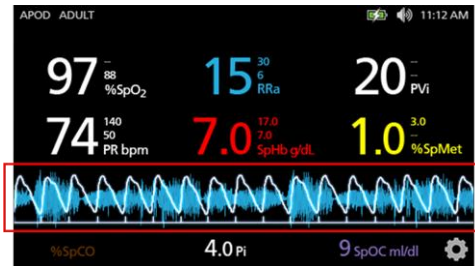 APOD ADULT 11:12 AM
97 – 88 %SpO₂ 15 30 6 RRa 20 – – PVi
74 140 50 PR bpm 7.0 17.0 7.0 SpHb g/dL 1.0 3.0 – %SpMet
%SpCO 4.0 Pi 9 SpOC ml/dl